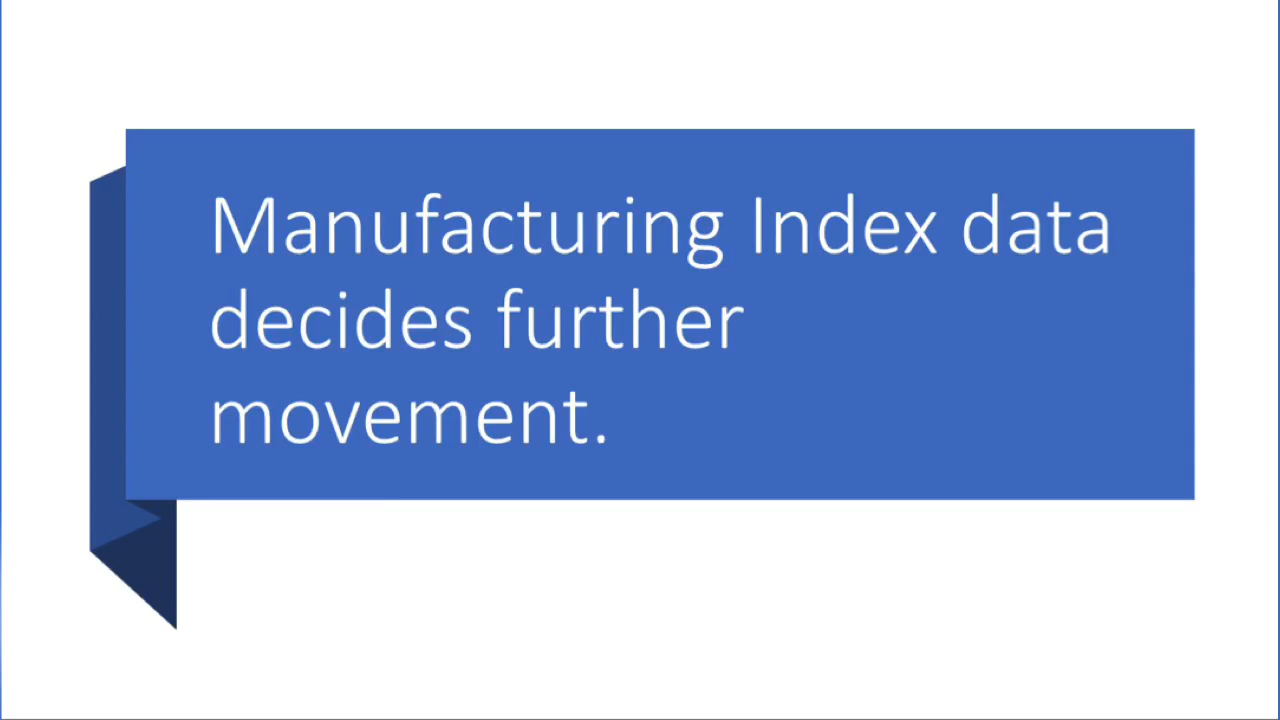 Manufacturing Index data
decides further
movement.